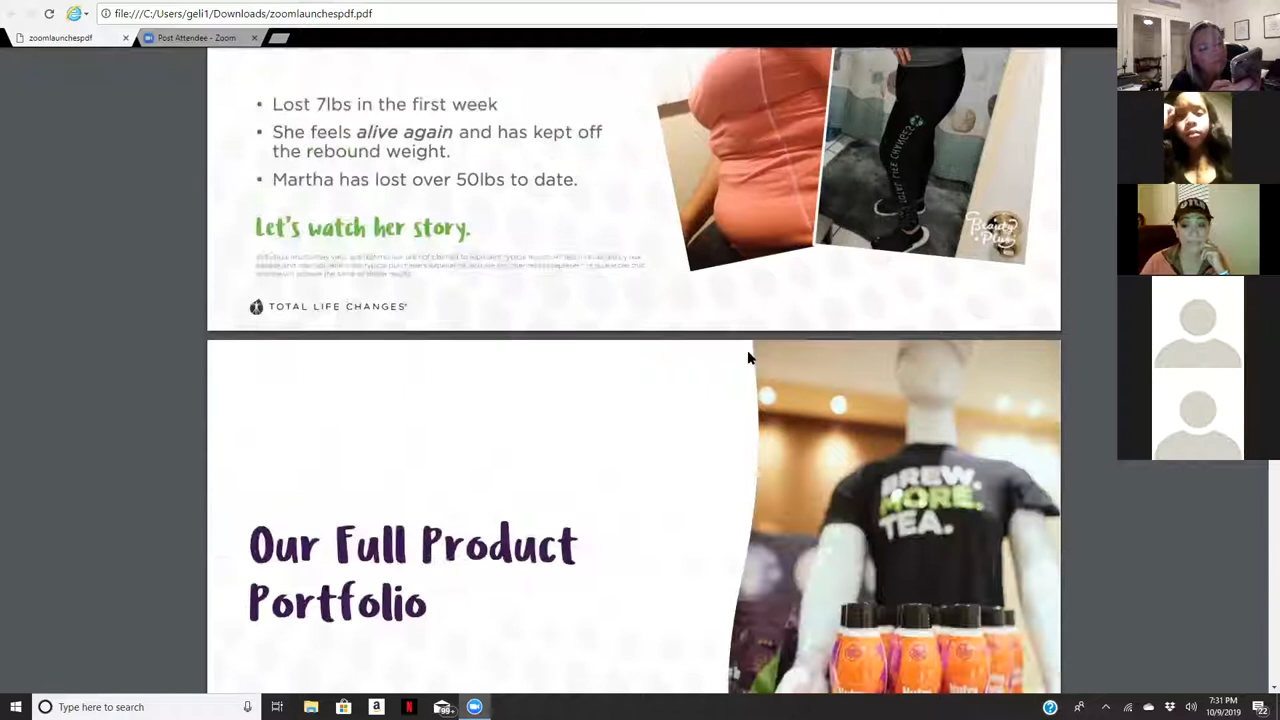 file:///C:/Users/geli1/Downloads/zoomlaunchespdf.pdf
zoomlaunchespdf
Post Attendee - Zoom
• Lost 7lbs in the first week
• She feels alive again and has kept off
the rebound weight.
• Martha has lost over 50lbs to date.
Let's watch her story.
TOTAL LIFE CHANGES®
Our Full Product
Portfolio
BREW.
MORE.
TEA.
Type here to search
99+
7:31 PM
10/9/2019
22